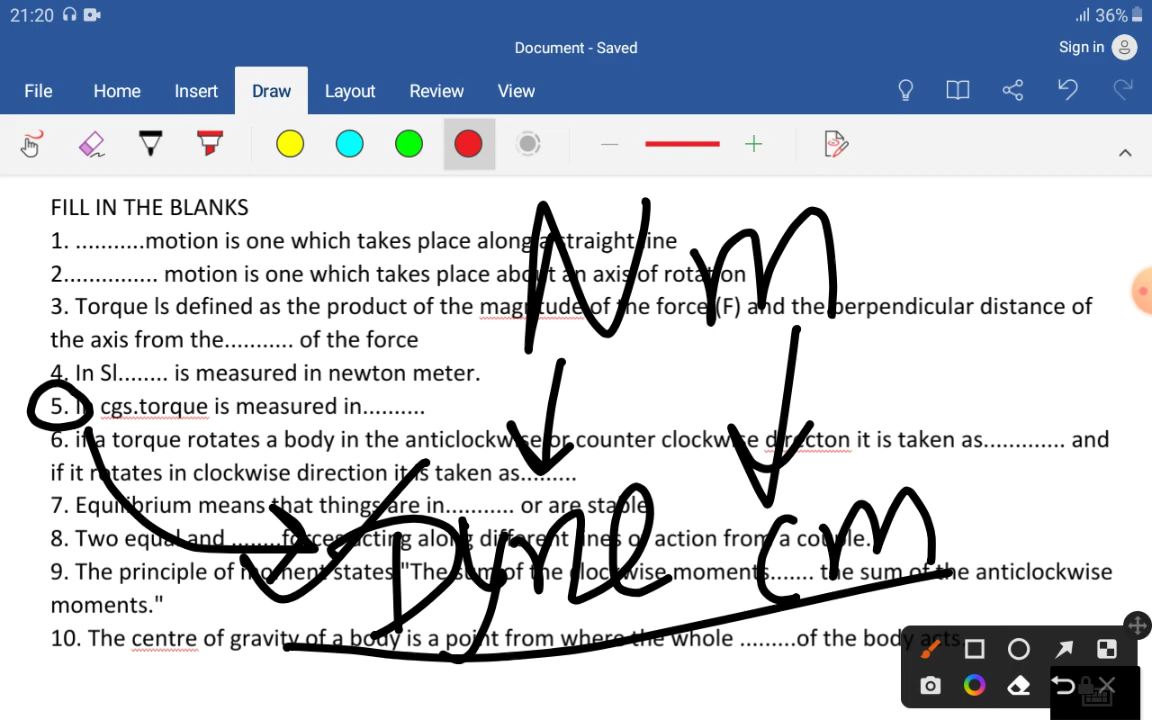 21:20 36%
Document - Saved
Sign in
File Home Insert Draw Layout Review View
FILL IN THE BLANKS
1. ...........motion is one which takes place along a straight line
2............... motion is one which takes place about an axis of rotation
3. Torque ls defined as the product of the magnitude of the force (F) and the perpendicular distance of
the axis from the........... of the force
4. In Sl........ is measured in newton meter.
5. In cgs.torque is measured in..........
6. if a torque rotates a body in the anticlockwise or counter clockwise directon it is taken as............. and
if it rotates in clockwise direction it is taken as.........
7. Equilibrium means that things are in........... or are stable
8. Two equal and ........forces acting along different lines of action from a couple.
9. The principle of moment states "The sum of the clockwise moments....... the sum of the anticlockwise
moments."
10. The centre of gravity of a body is a point from where the whole .........of the body acts.
N m
Dyne cm